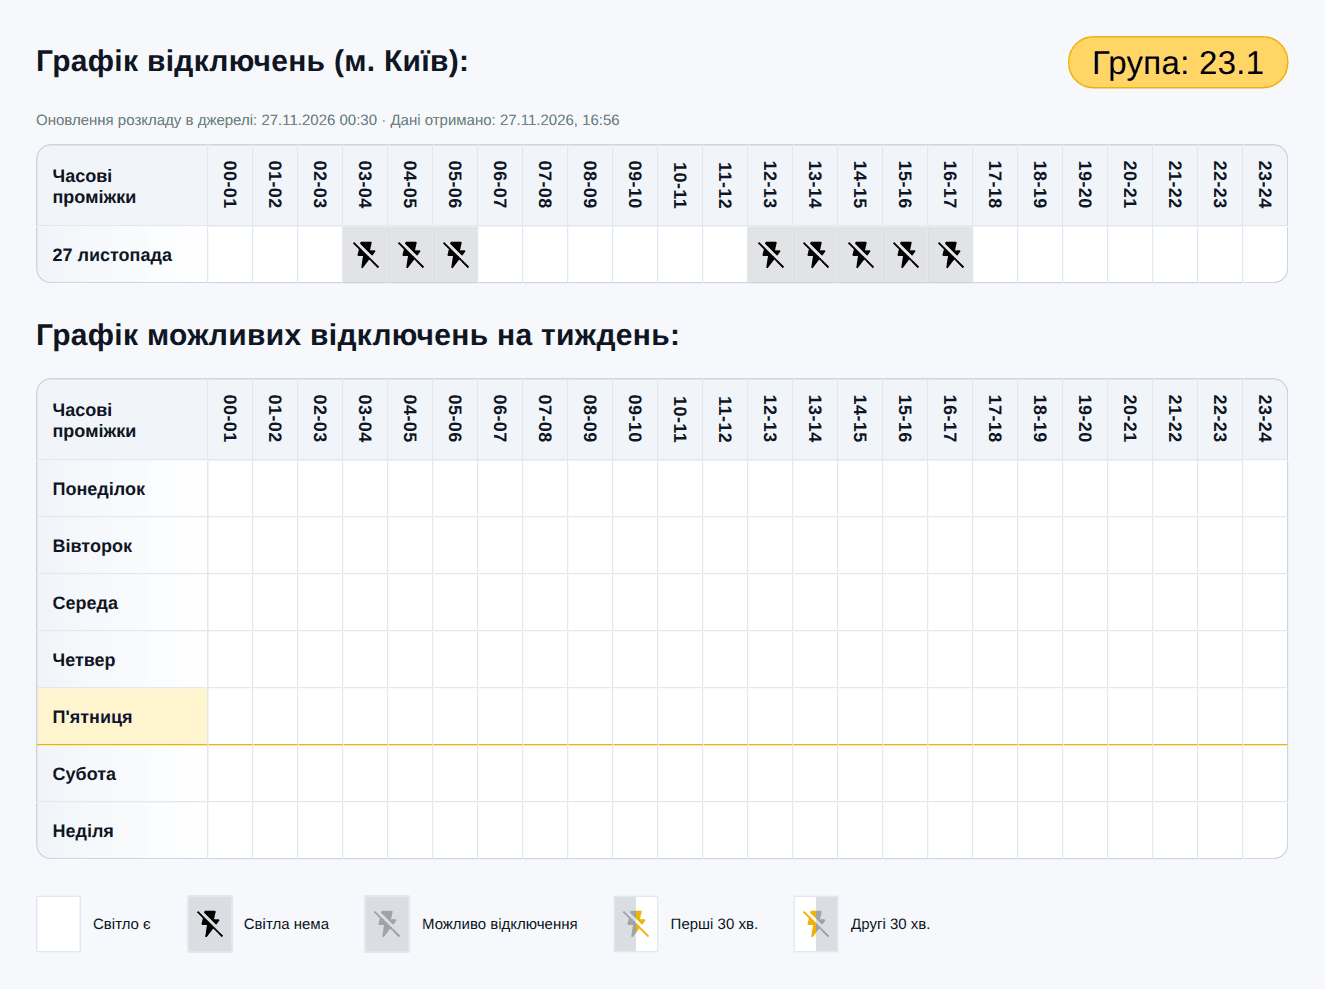 Графік відключень (м. Київ):
Група: 23.1
Оновлення розкладу в джерелі: 27.11.2026 00:30 · Дані отримано: 27.11.2026, 16:56
Часові
проміжки
00-01 01-02 02-03 03-04 04-05 05-06 06-07 07-08 08-09 09-10 10-11 11-12 12-13 13-14 14-15 15-16 16-17 17-18 18-19 19-20 20-21 21-22 22-23 23-24
27 листопада
Графік можливих відключень на тиждень:
Часові
проміжки
00-01 01-02 02-03 03-04 04-05 05-06 06-07 07-08 08-09 09-10 10-11 11-12 12-13 13-14 14-15 15-16 16-17 17-18 18-19 19-20 20-21 21-22 22-23 23-24
Понеділок
Вівторок
Середа
Четвер
П'ятниця
Субота
Неділя
Світло є
Світла нема
Можливо відключення
Перші 30 хв.
Другі 30 хв.